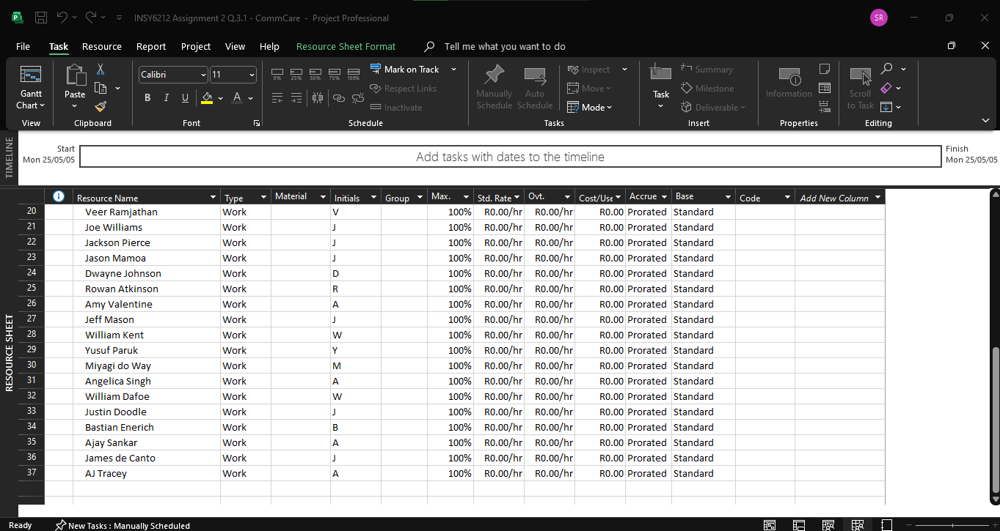 INSY6212 Assignment 2 Q.3.1 - CommCare - Project Professional
SR
File Task Resource Report Project View Help Resource Sheet Format Tell me what you want to do
Gantt Chart
View
Paste
Clipboard
Calibri 11
B I U A
Font
0% 25% 50% 75% 100%
Mark on Track
Respect Links
Inactivate
Schedule
Manually Schedule
Auto Schedule
Inspect
Move
Mode
Tasks
Task
Summary
Milestone
Deliverable
Insert
Information
Properties
Scroll to Task
Editing
TIMELINE
Start
Mon 25/05/05
Add tasks with dates to the timeline
Finish
Mon 25/05/05
RESOURCE SHEET
Resource Name Type Material Initials Group Max. Std. Rate Ovt. Cost/Use Accrue Base Code Add New Column
20 Veer Ramjathan Work V 100% R0.00/hr R0.00/hr R0.00 Prorated Standard
21 Joe Williams Work J 100% R0.00/hr R0.00/hr R0.00 Prorated Standard
22 Jackson Pierce Work J 100% R0.00/hr R0.00/hr R0.00 Prorated Standard
23 Jason Mamoa Work J 100% R0.00/hr R0.00/hr R0.00 Prorated Standard
24 Dwayne Johnson Work D 100% R0.00/hr R0.00/hr R0.00 Prorated Standard
25 Rowan Atkinson Work R 100% R0.00/hr R0.00/hr R0.00 Prorated Standard
26 Amy Valentine Work A 100% R0.00/hr R0.00/hr R0.00 Prorated Standard
27 Jeff Mason Work J 100% R0.00/hr R0.00/hr R0.00 Prorated Standard
28 William Kent Work W 100% R0.00/hr R0.00/hr R0.00 Prorated Standard
29 Yusuf Paruk Work Y 100% R0.00/hr R0.00/hr R0.00 Prorated Standard
30 Miyagi do Way Work M 100% R0.00/hr R0.00/hr R0.00 Prorated Standard
31 Angelica Singh Work A 100% R0.00/hr R0.00/hr R0.00 Prorated Standard
32 William Dafoe Work W 100% R0.00/hr R0.00/hr R0.00 Prorated Standard
33 Justin Doodle Work J 100% R0.00/hr R0.00/hr R0.00 Prorated Standard
34 Bastian Enerich Work B 100% R0.00/hr R0.00/hr R0.00 Prorated Standard
35 Ajay Sankar Work A 100% R0.00/hr R0.00/hr R0.00 Prorated Standard
36 James de Canto Work J 100% R0.00/hr R0.00/hr R0.00 Prorated Standard
37 AJ Tracey Work A 100% R0.00/hr R0.00/hr R0.00 Prorated Standard
Ready New Tasks : Manually Scheduled